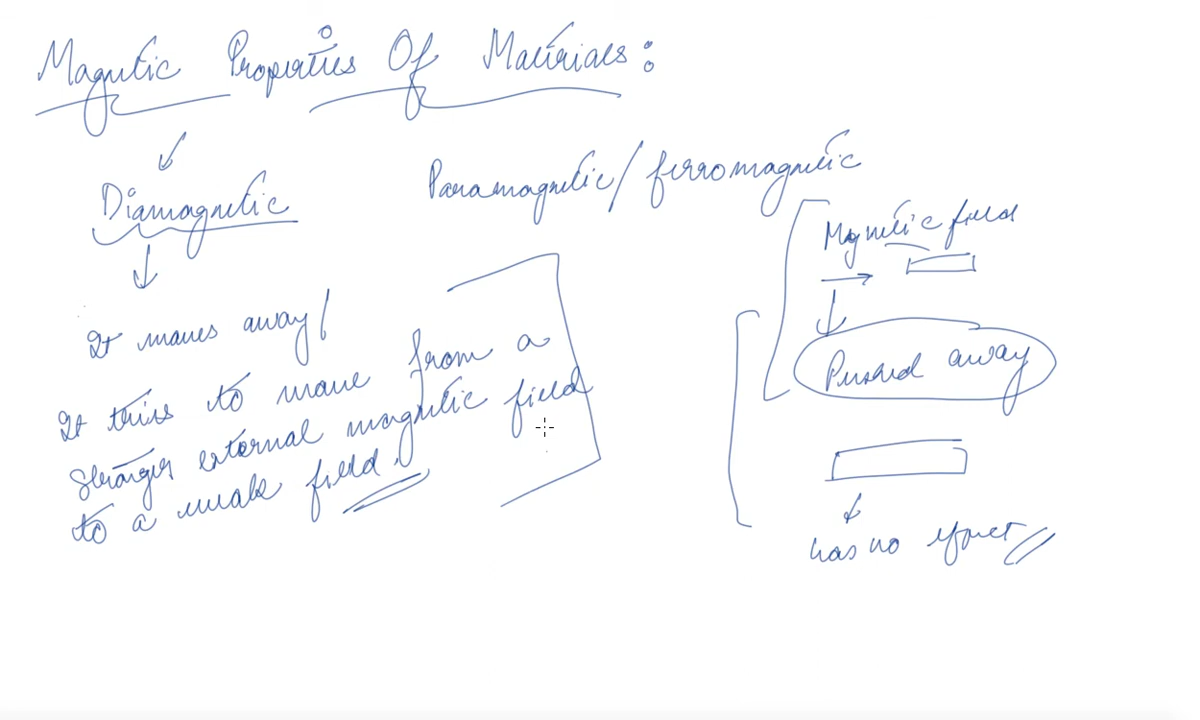 Magnetic Properties Of Materials:
Diamagnetic
Paramagnetic/ferromagnetic
It moves away/
It tries to move from a
stronger external magnetic field
to a weak field.
Magnetic field
Pushed away
has no effect